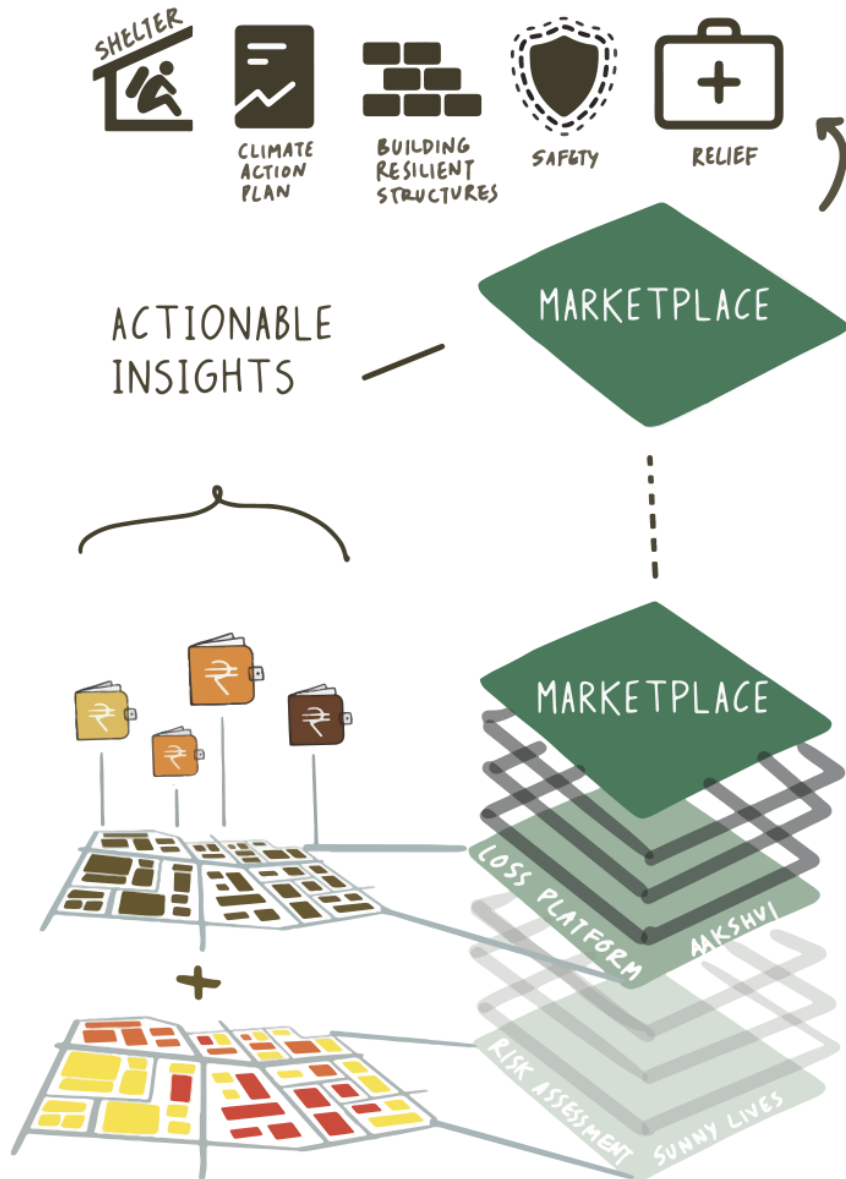 SHELTER
CLIMATE
ACTION
PLAN
BUILDING
RESILIENT
STRUCTURES
SAFETY
RELIEF
MARKETPLACE
ACTIONABLE
INSIGHTS
₹
₹
₹
₹
MARKETPLACE
LOSS PLATFORM
AAKSHVI
RISK ASSESSMENT
SUNNY LIVES